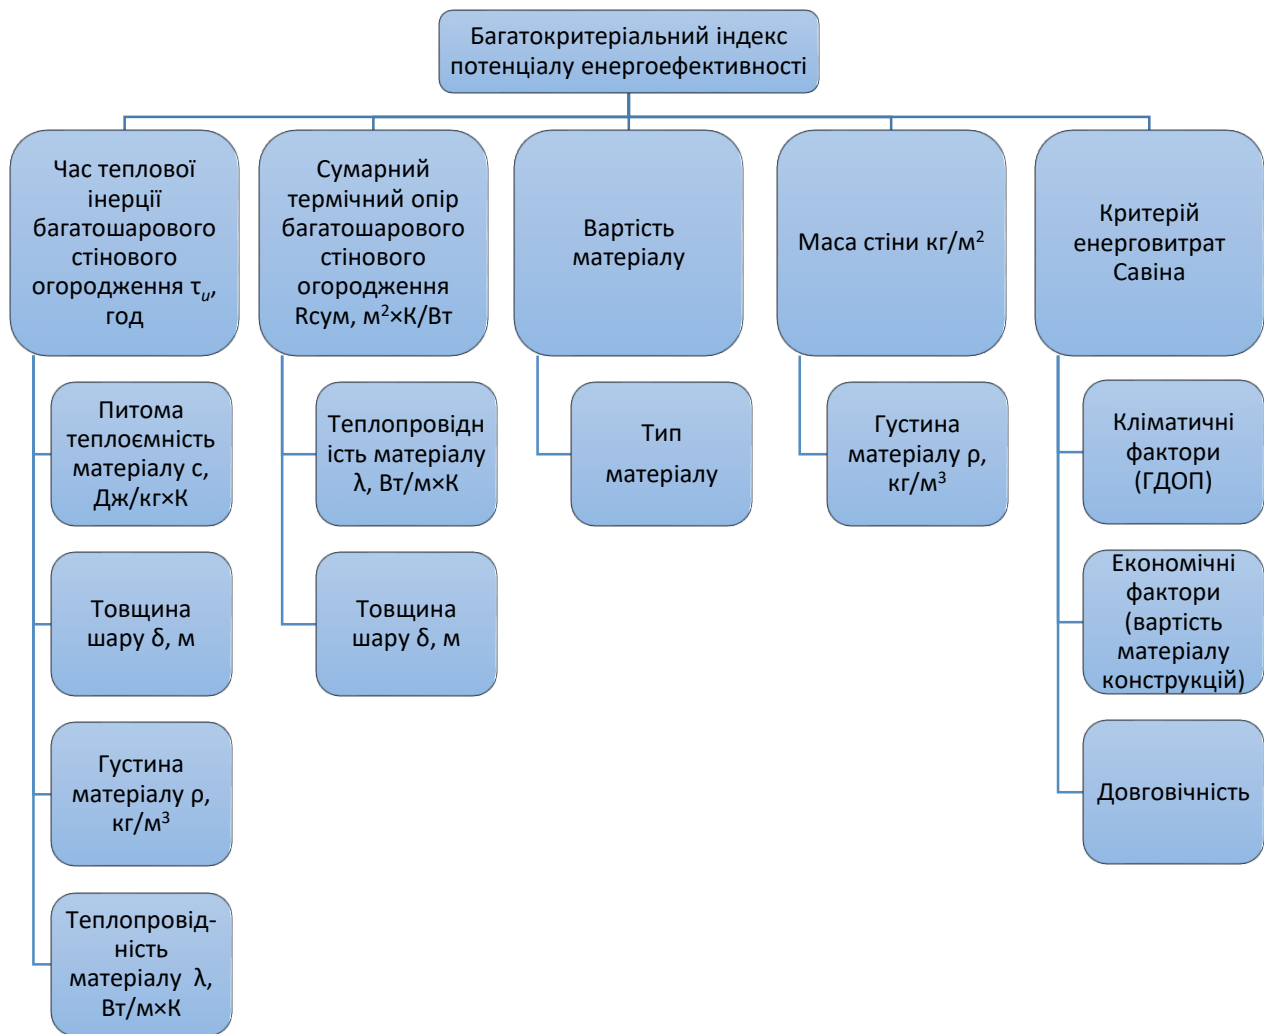 Багатокритеріальний індекс
потенціалу енергоефективності
Час теплової
інерції
багатошарового
стінового
огородження τи,
год
Сумарний
термічний опір
багатошарового
стінового
огородження
Rсум, м²×К/Вт
Вартість
матеріалу
Маса стіни кг/м²
Критерій
енерговитрат
Савіна
Питома
теплоємність
матеріалу с,
Дж/кг×К
Товщина
шару δ, м
Густина
матеріалу ρ,
кг/м³
Теплопровід-
ність
матеріалу λ,
Вт/м×К
Теплопровідн
ість матеріалу
λ, Вт/м×К
Товщина
шару δ, м
Тип
матеріалу
Густина
матеріалу ρ,
кг/м³
Кліматичні
фактори
(ГДОП)
Економічні
фактори
(вартість
матеріалу
конструкцій)
Довговічність